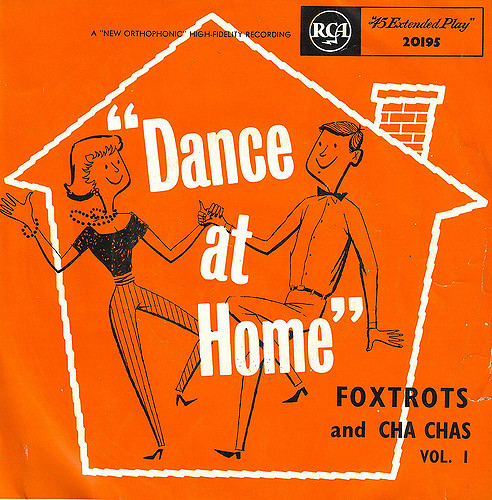 A "NEW ORTHOPHONIC" HIGH-FIDELITY RECORDING
RCA
"45 Extended Play"
20195
"Dance
at
Home"
FOXTROTS
and CHA CHAS
VOL. 1